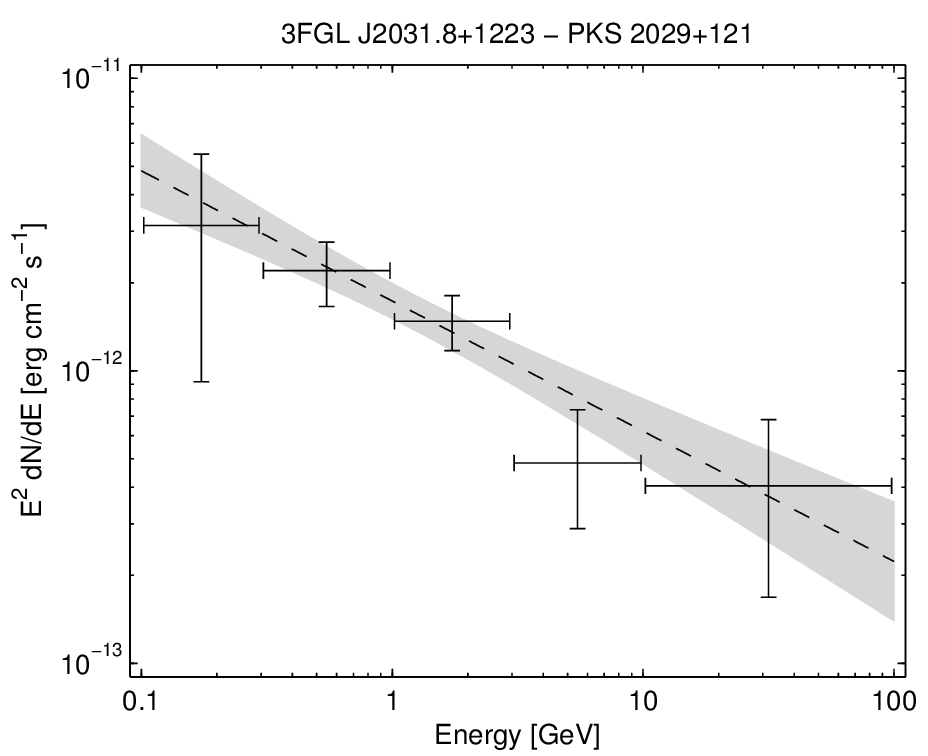 3FGL J2031.8+1223 − PKS 2029+121
10⁻¹¹
10⁻¹²
10⁻¹³
E² dN/dE [erg cm⁻² s⁻¹]
0.1 1 10 100
Energy [GeV]